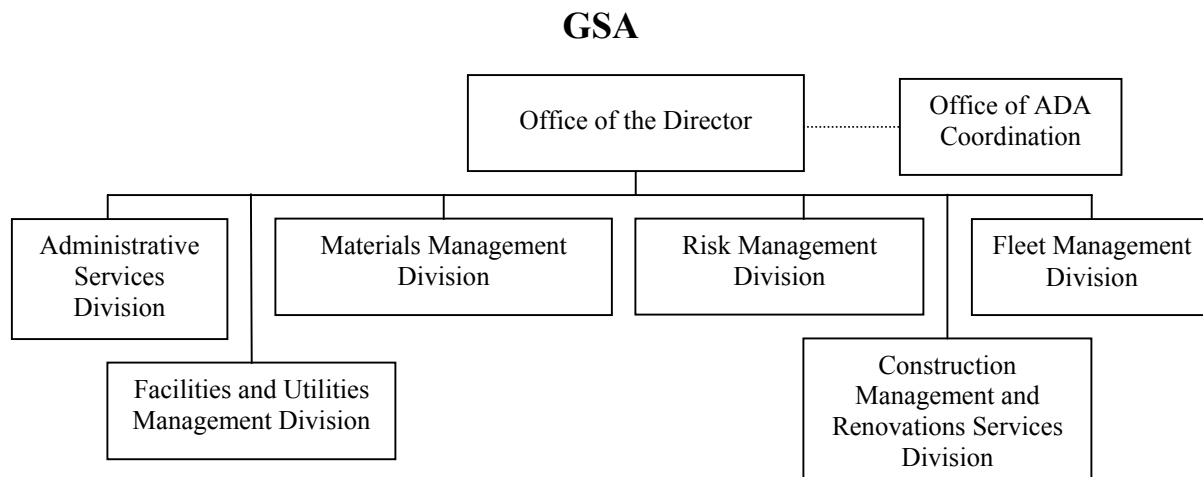 GSA
Office of the Director
Office of ADA
Coordination
Administrative
Services
Division
Materials Management
Division
Risk Management
Division
Fleet Management
Division
Facilities and Utilities
Management Division
Construction
Management and
Renovations Services
Division